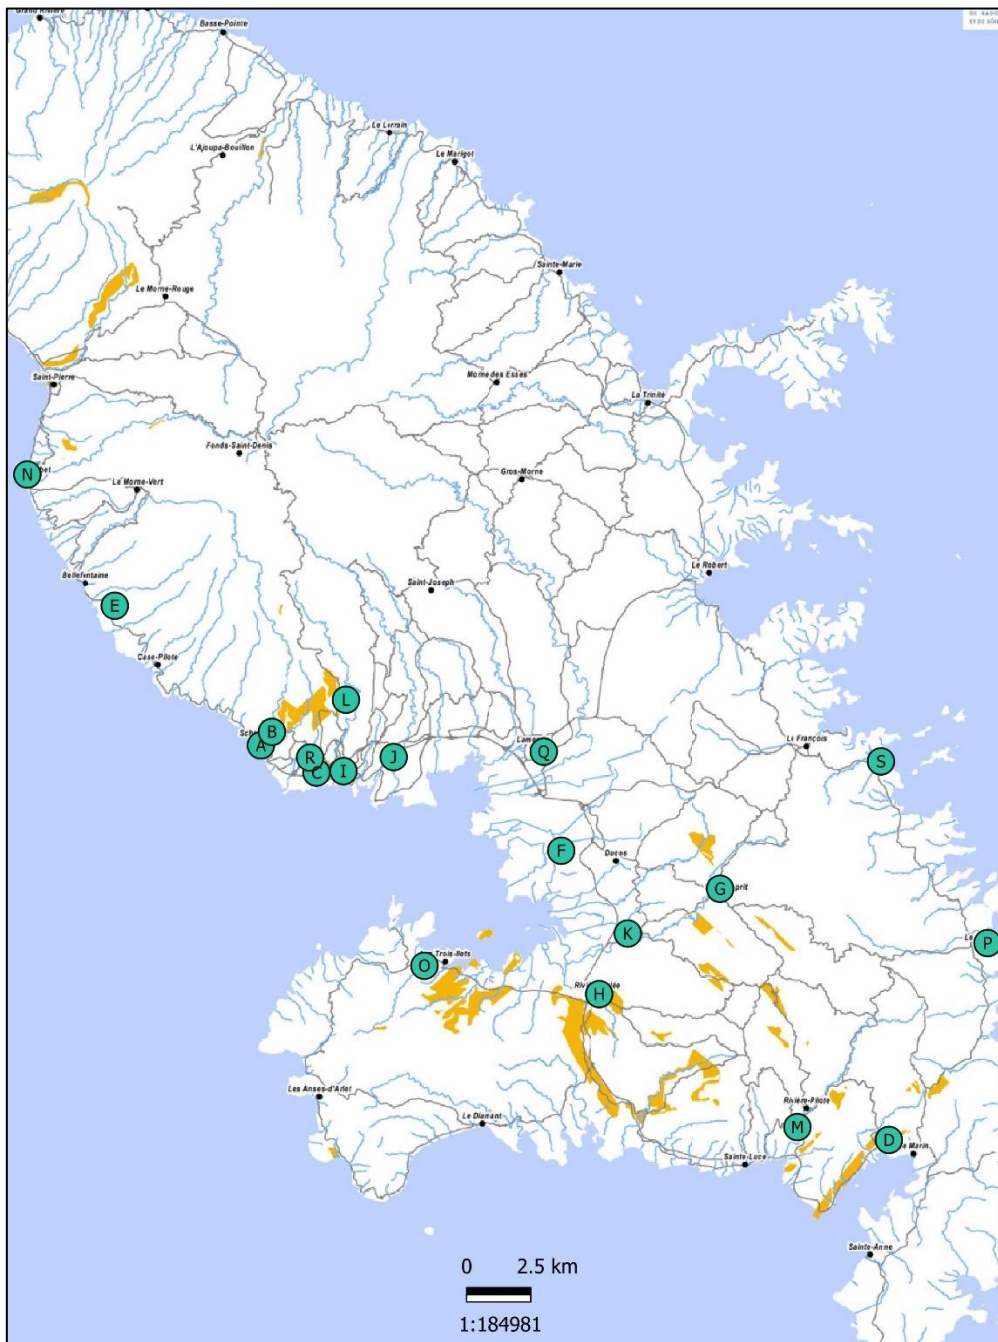 Basse-Pointe
Le Lorrain
L'Ajoupa-Bouillon
Le Marigot
Sainte-Marie
Le Morne-Rouge
Saint-Pierre
Morne des Esses
La Trinité
Fonds-Saint-Denis
N
Gros-Morne
Le Morne-Vert
Le Robert
Bellefontaine
Saint-Joseph
E
Case-Pilote
L
B
A
Q
Le François
R
J
S
C
I
F
Ducos
G
K
P
O
H
Les Anses-d'Arlet
Rivière-Pilote
Le Diamant
M
D
Sainte-Luce
Sainte-Anne
0 2.5 km
1:184981